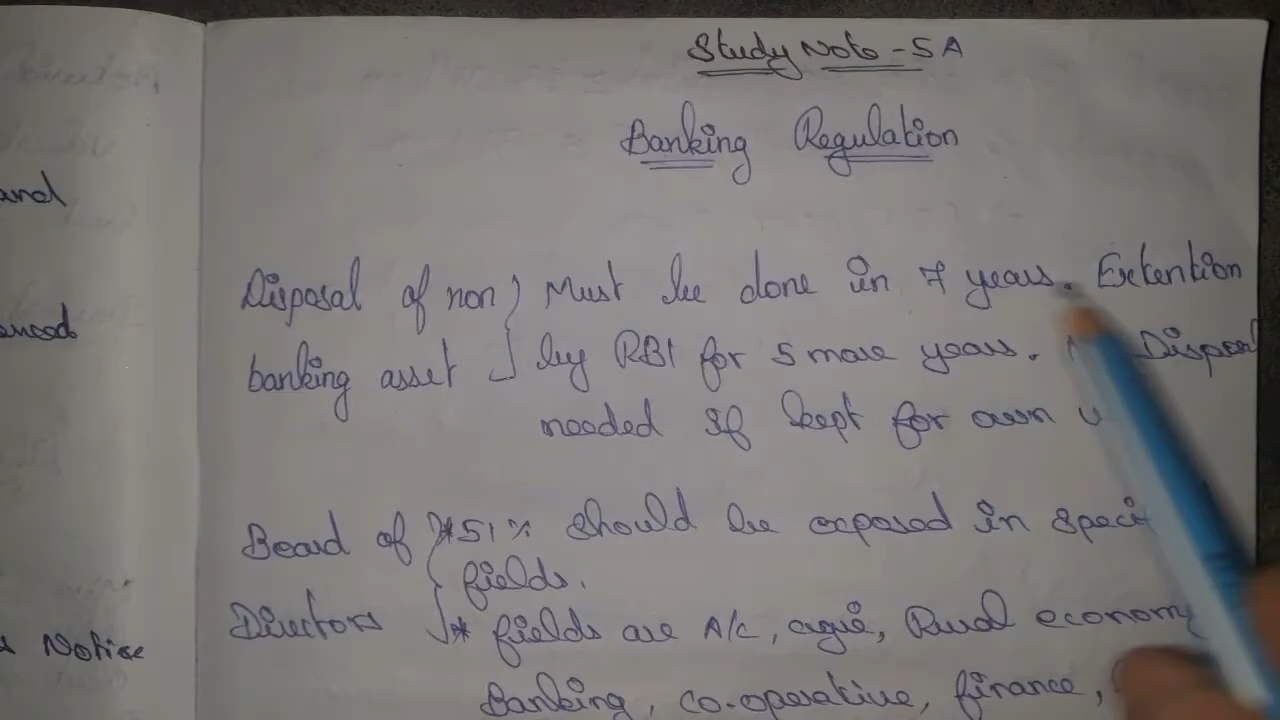 Study Note - 5A
Banking Regulation
and
Disposal of non } Must be done in 7 years. Extention
banking asset } by RBI for 5 more years. Disposal
needed if kept for own
Board of } *51% should be exposed in
fields.
Directors } * fields are A/c, agri, Rural economy
Notice
Banking, co-operative, finance,